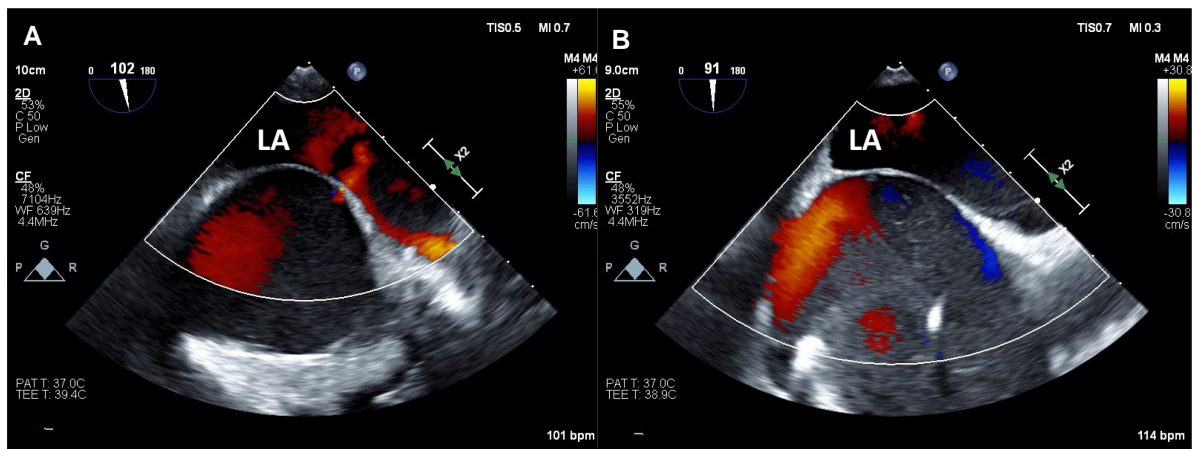 A
TIS0.5 MI 0.7
M4 M4
+61.
10cm
0 102 180
P
2D
53%
C 50
P Low
Gen
LA
X2
CF
48%
7104Hz
WF 639Hz
4.4MHz
-61.6
cm/s
G
P R
PAT T: 37.0C
TEE T: 39.4C
101 bpm
B
TIS0.7 MI 0.3
M4 M4
+30.8
9.0cm
0 91 180
P
2D
55%
C 50
P Low
Gen
LA
X2
CF
48%
3552Hz
WF 319Hz
4.4MHz
-30.8
cm/s
G
P R
PAT T: 37.0C
TEE T: 38.9C
114 bpm